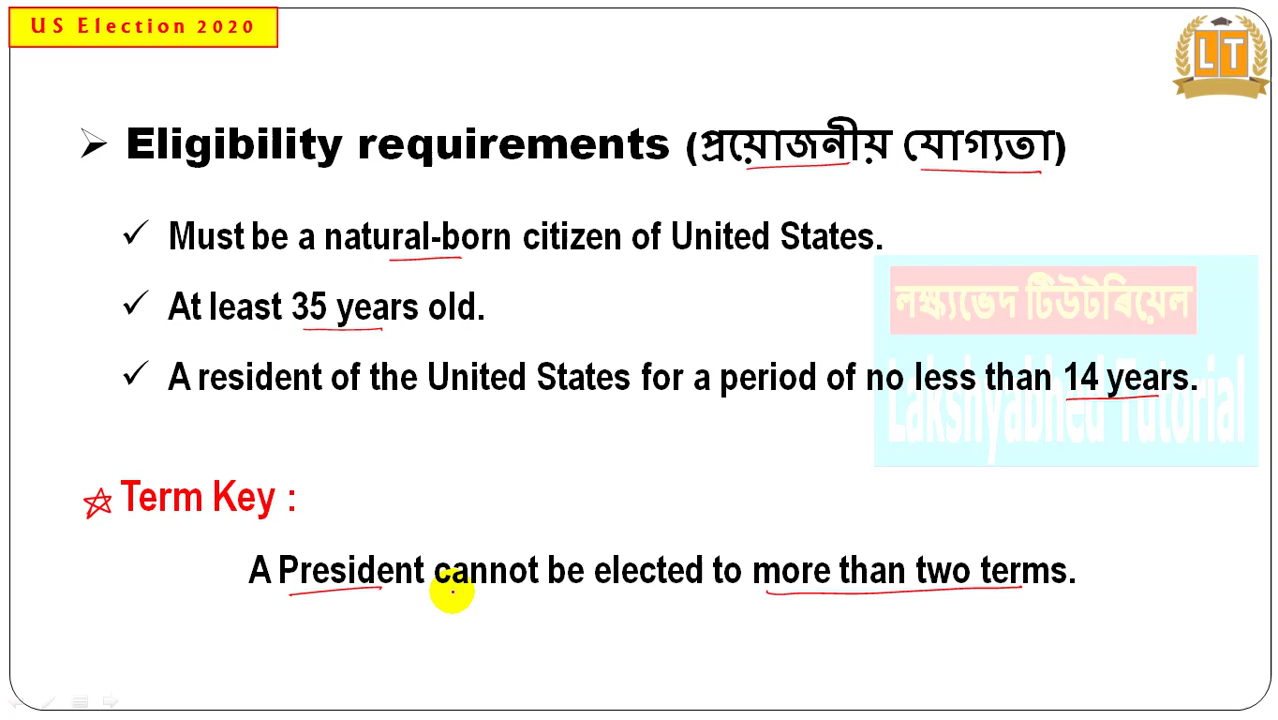 US Election 2020
LT
Eligibility requirements (প্রয়োজনীয় যোগ্যতা)
Must be a natural-born citizen of United States.
At least 35 years old.
লক্ষ্যভেদ টিউটৰিয়েল
A resident of the United States for a period of no less than 14 years.
Lakshyabhed Tutorial
Term Key :
A President cannot be elected to more than two terms.